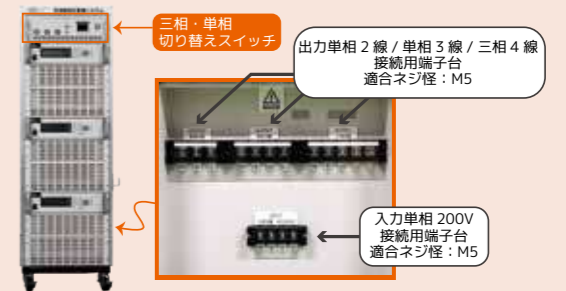 三相・単相
切り替えスイッチ
出力単相2線 / 単相3線 / 三相4線
接続用端子台
適合ネジ怪：M5
入力単相 200V
接続用端子台
適合ネジ怪：M5